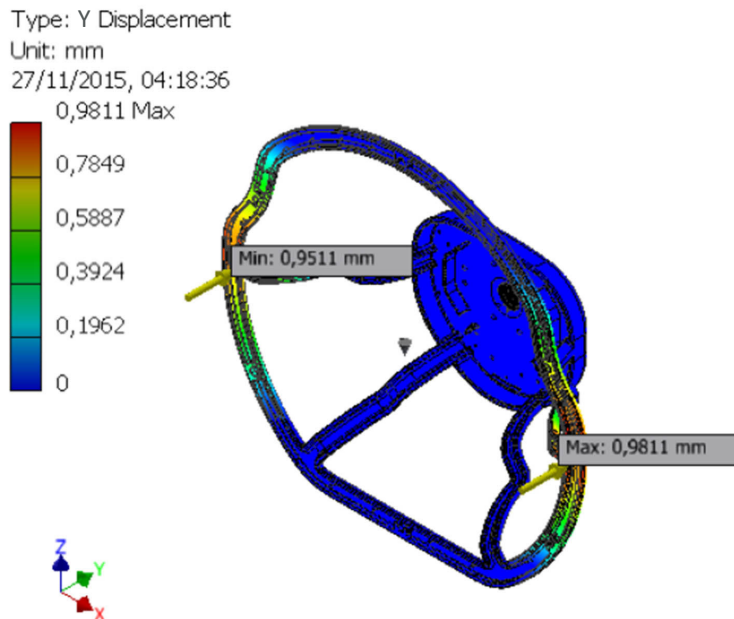 Type: Y Displacement
Unit: mm
27/11/2015, 04:18:36
0,9811 Max
0,7849
0,5887
0,3924
0,1962
0
Min: 0,9511 mm
Max: 0,9811 mm
Z
Y
X